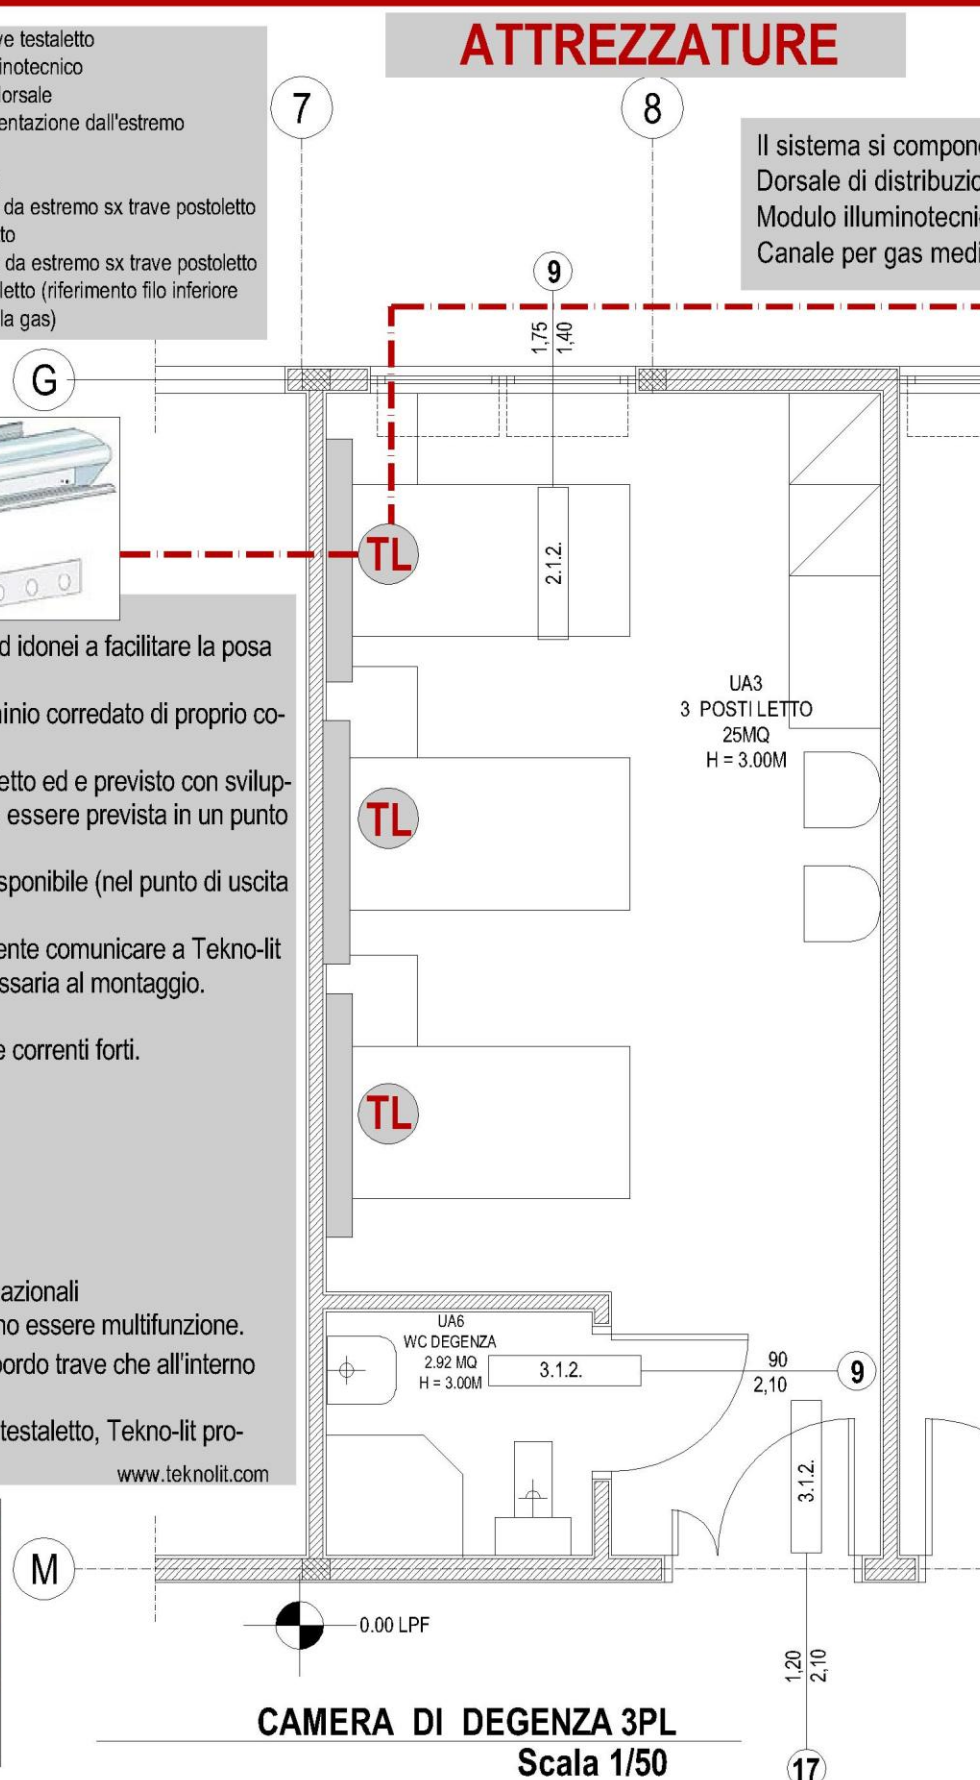 ATTREZZATURE
ve testaletto
inotecnico
dorsale
entazione dall'estremo
da estremo sx trave postoletto
to
da estremo sx trave postoletto
letto (riferimento filo inferiore
la gas)
7
8
Il sistema si compone
Dorsale di distribuzio
Modulo illuminotecni
Canale per gas medi
9
1,75
1,40
G
TL
2.1.2.
d idonei a facilitare la posa
inio corredato di proprio co-
etto ed e previsto con svilup-
essere prevista in un punto
sponibile (nel punto di uscita
ente comunicare a Tekno-lit
ssaria al montaggio.
e correnti forti.
azionali
no essere multifunzione.
bordo trave che all'interno
testaletto, Tekno-lit pro-
www.teknolit.com
UA3
3 POSTI LETTO
25MQ
H = 3.00M
TL
TL
UA6
WC DEGENZA
2.92 MQ
H = 3.00M
3.1.2.
90
2,10
9
3.1.2.
M
0.00 LPF
1,20
2,10
CAMERA DI DEGENZA 3PL
Scala 1/50
17